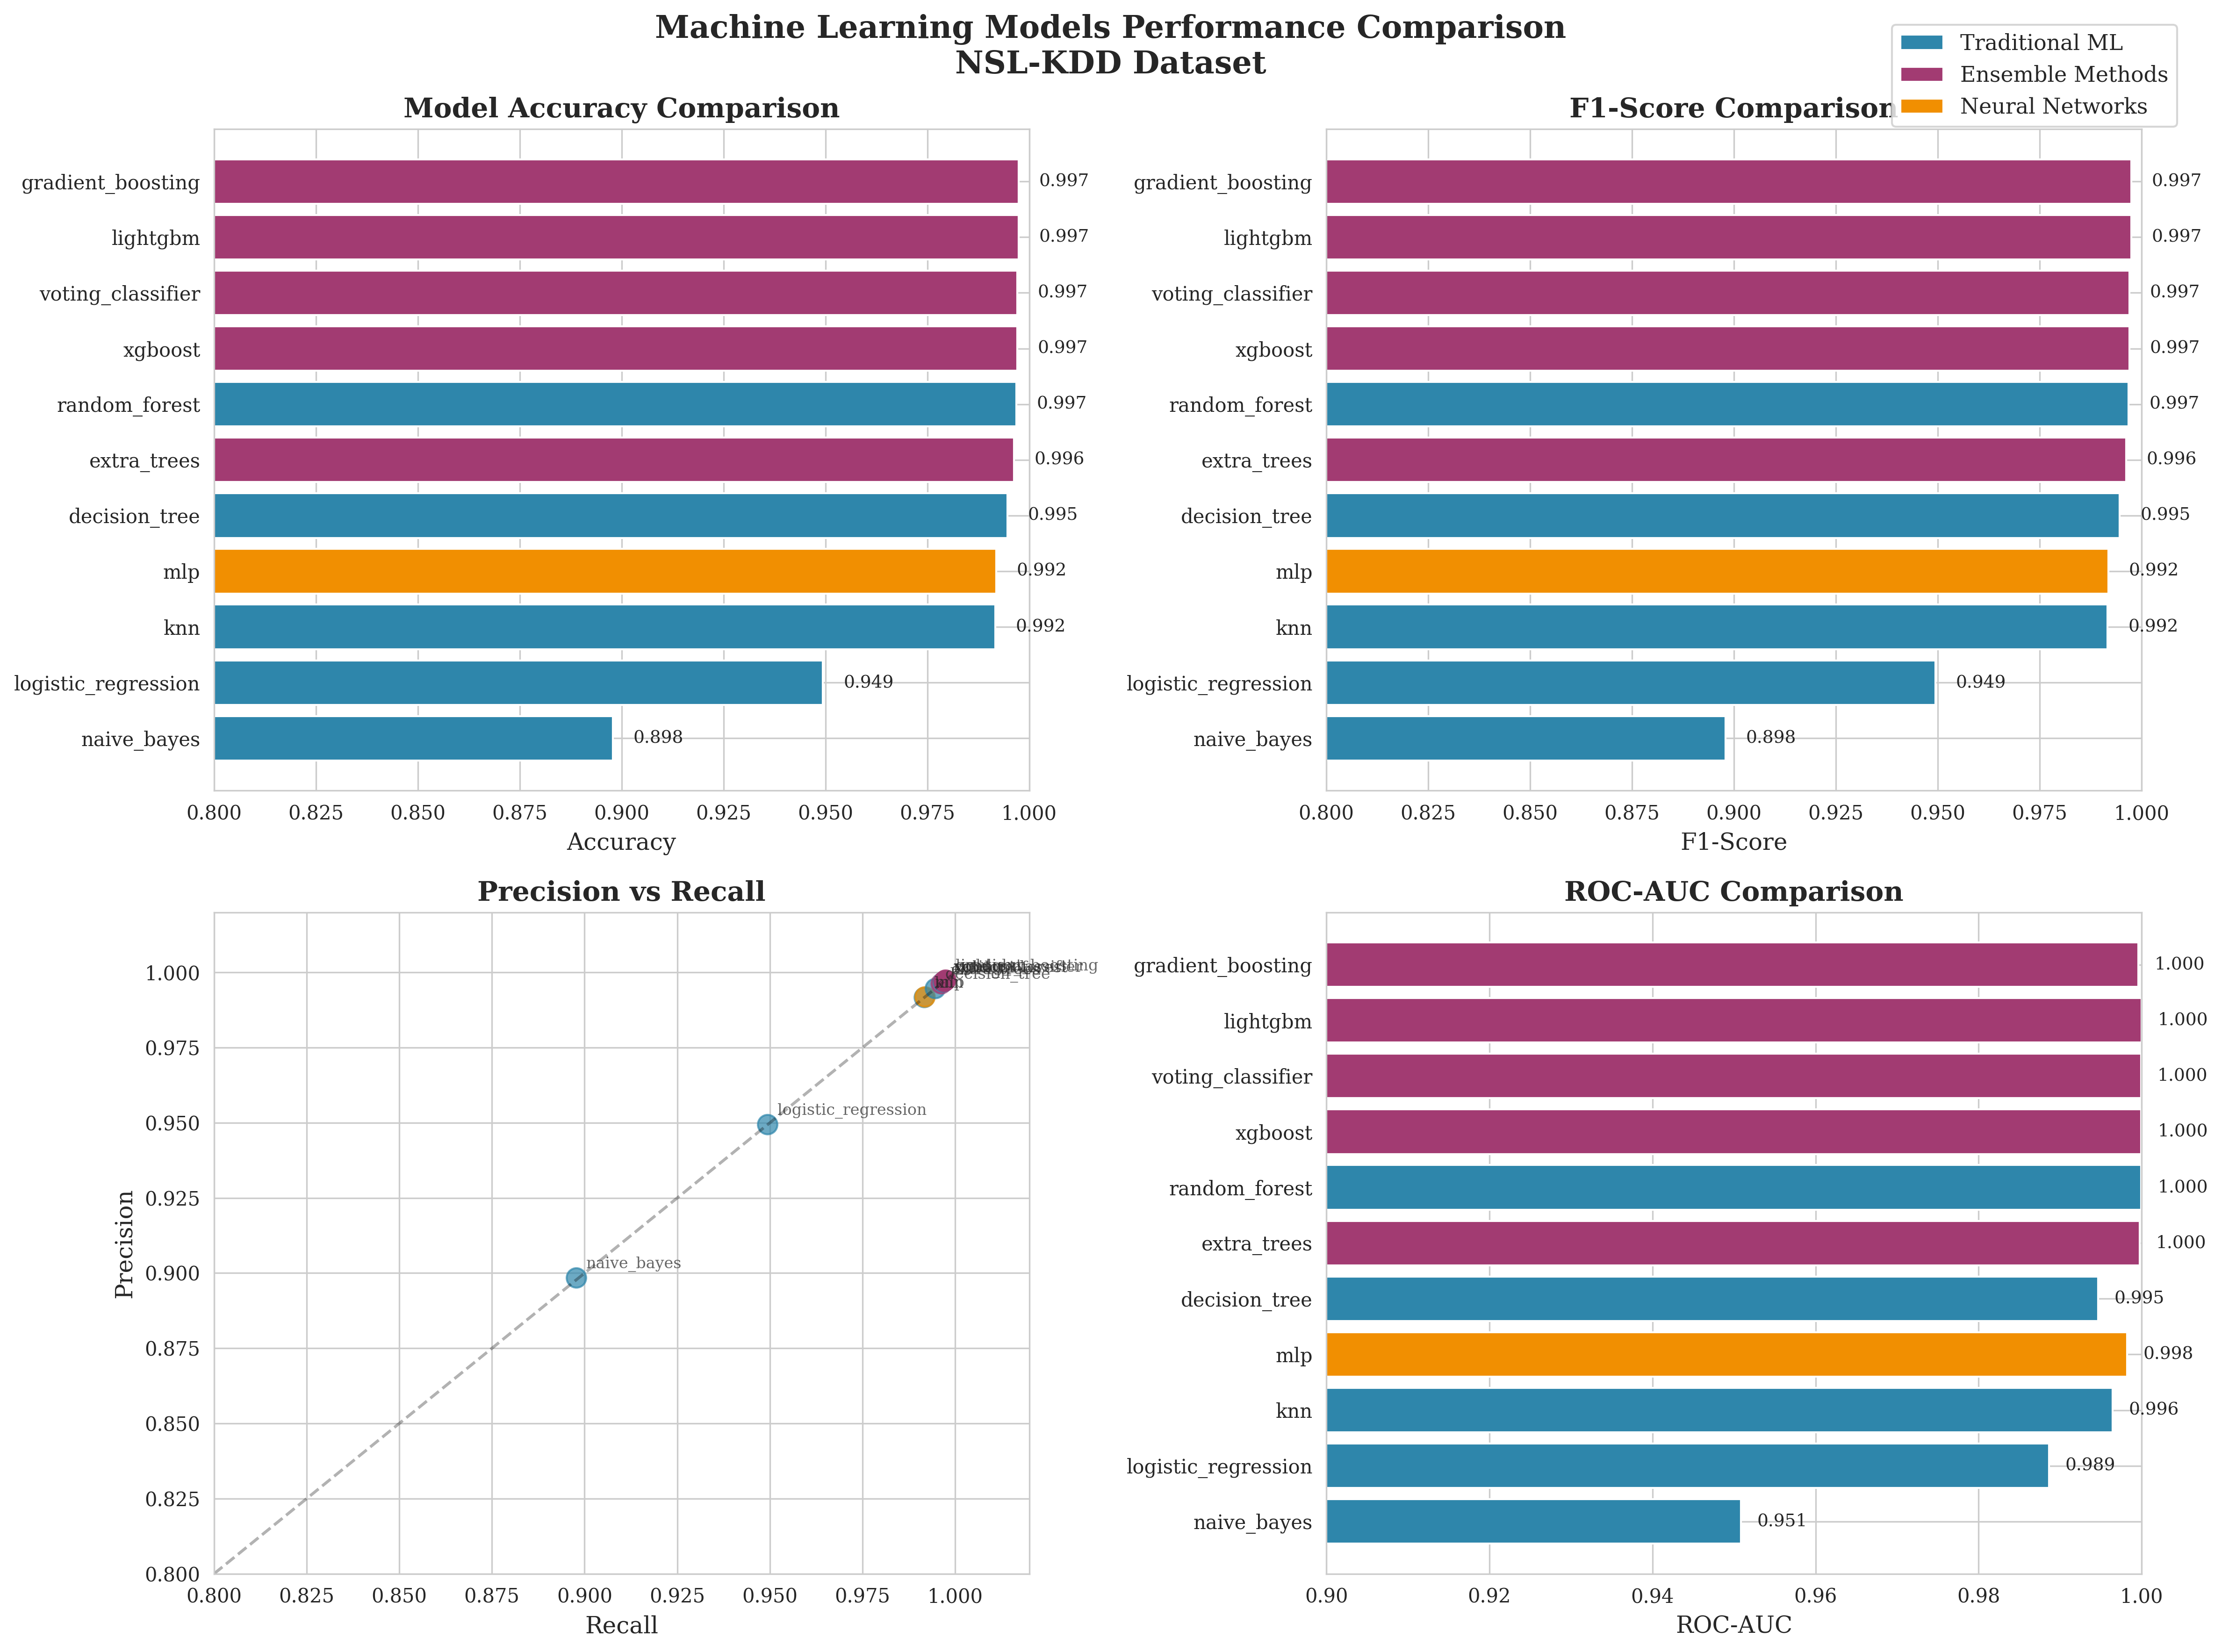 Machine Learning Models Performance Comparison
NSL-KDD Dataset
Traditional ML
Ensemble Methods
Neural Networks
Model Accuracy Comparison
gradient_boosting 0.997
lightgbm 0.997
voting_classifier 0.997
xgboost 0.997
random_forest 0.997
extra_trees 0.996
decision_tree 0.995
mlp 0.992
knn 0.992
logistic_regression 0.949
naive_bayes 0.898
0.800 0.825 0.850 0.875 0.900 0.925 0.950 0.975 1.000
Accuracy
F1-Score Comparison
gradient_boosting 0.997
lightgbm 0.997
voting_classifier 0.997
xgboost 0.997
random_forest 0.997
extra_trees 0.996
decision_tree 0.995
mlp 0.992
knn 0.992
logistic_regression 0.949
naive_bayes 0.898
0.800 0.825 0.850 0.875 0.900 0.925 0.950 0.975 1.000
F1-Score
Precision vs Recall
Precision
1.000
0.975
0.950
0.925
0.900
0.875
0.850
0.825
0.800
decision_tree
logistic_regression
naive_bayes
0.800 0.825 0.850 0.875 0.900 0.925 0.950 0.975 1.000
Recall
ROC-AUC Comparison
gradient_boosting 1.000
lightgbm 1.000
voting_classifier 1.000
xgboost 1.000
random_forest 1.000
extra_trees 1.000
decision_tree 0.995
mlp 0.998
knn 0.996
logistic_regression 0.989
naive_bayes 0.951
0.90 0.92 0.94 0.96 0.98 1.00
ROC-AUC